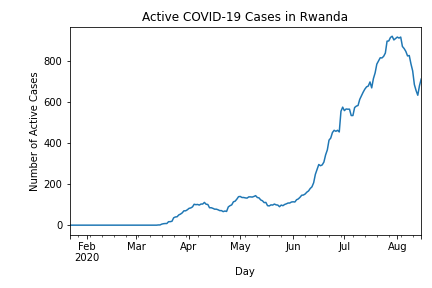 Active COVID-19 Cases in Rwanda
Number of Active Cases
800
600
400
200
0
Feb Mar Apr May Jun Jul Aug
2020
Day